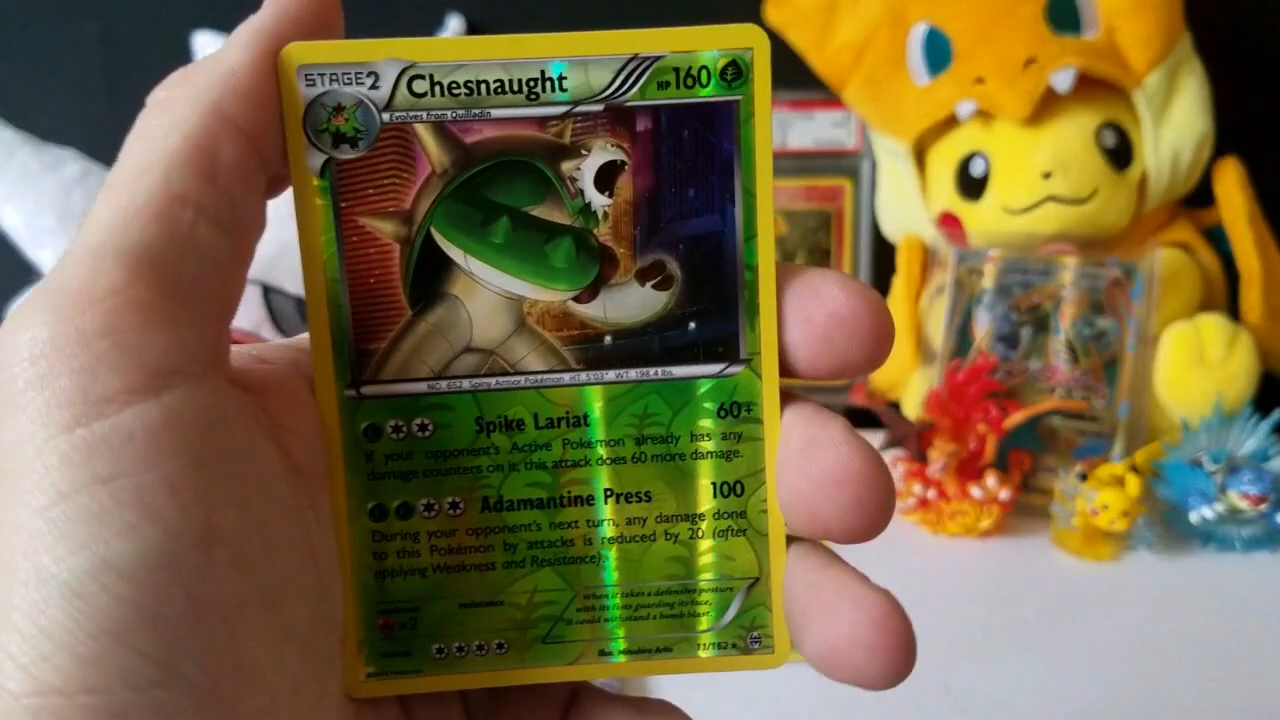 STAGE2 Chesnaught HP160
Evolves from Quilladin
NO. 652 Spiny Armor Pokémon HT: 5'03" WT: 198.4 lbs.
Spike Lariat 60+
If your opponent's Active Pokémon already has any
damage counters on it, this attack does 60 more damage.
Adamantine Press 100
During your opponent's next turn, any damage done
to this Pokémon by attacks is reduced by 20 (after
applying Weakness and Resistance).
weakness resistance
×2
When it takes a defensive posture
with its fists guarding its face,
it could withstand a bomb blast.
retreat
Illus. Mitsuhiro Arita 11/162 ★